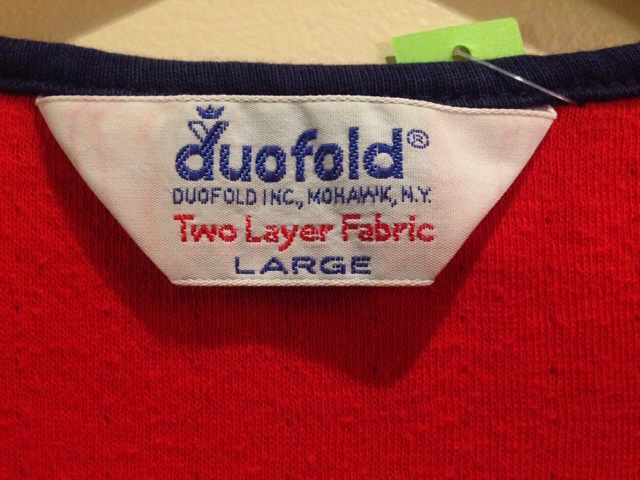 duofold®
DUOFOLD INC., MOHAWK, N.Y.
Two Layer Fabric
LARGE